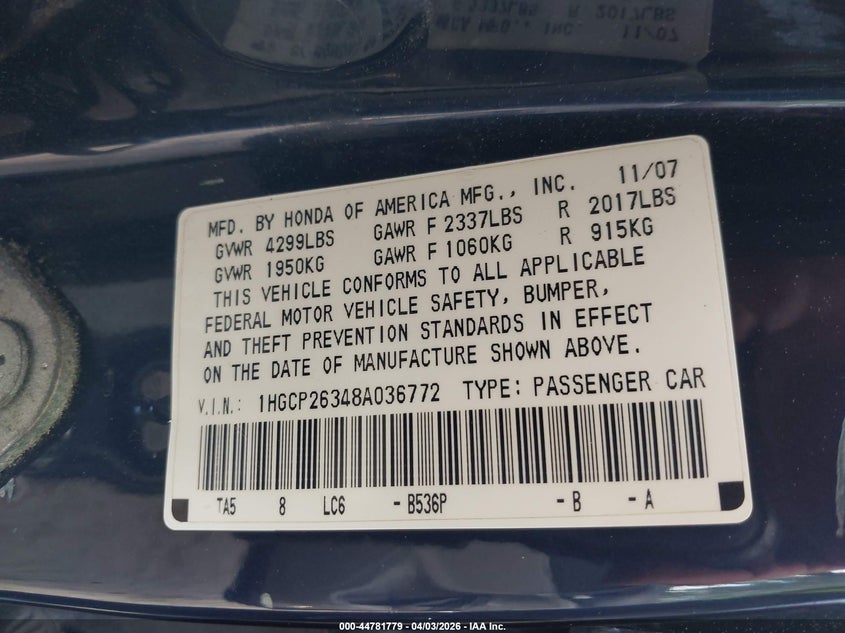 MFD. BY HONDA OF AMERICA MFG., INC. 11/07
GVWR 4299LBS GAWR F 2337LBS R 2017LBS
GVWR 1950KG GAWR F 1060KG R 915KG
THIS VEHICLE CONFORMS TO ALL APPLICABLE
FEDERAL MOTOR VEHICLE SAFETY, BUMPER,
AND THEFT PREVENTION STANDARDS IN EFFECT
ON THE DATE OF MANUFACTURE SHOWN ABOVE.
V.I.N.: 1HGCP26348A036772 TYPE: PASSENGER CAR
TA5 8 LC6 -B536P -B -A
000-44781779 - 04/03/2026 - IAA Inc.